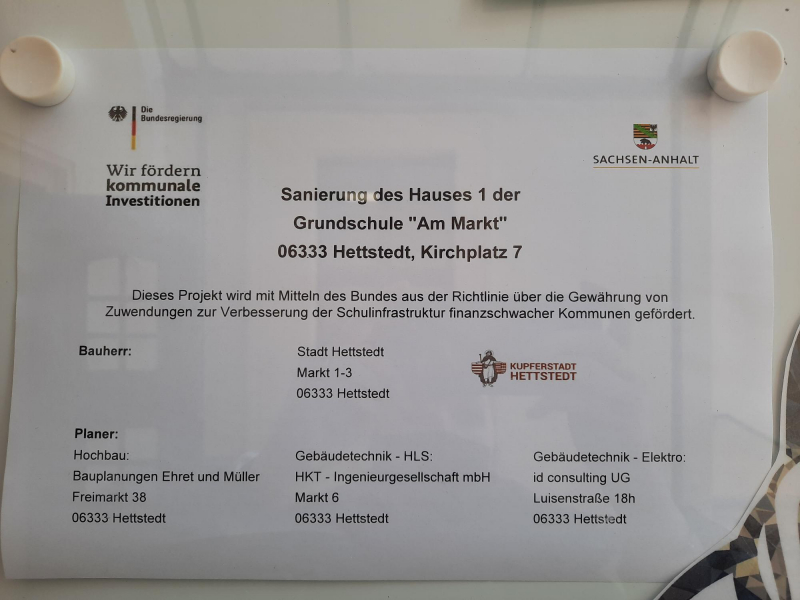 Die
Bundesregierung
Wir fördern
kommunale
Investitionen
SACHSEN-ANHALT
Sanierung des Hauses 1 der
Grundschule "Am Markt"
06333 Hettstedt, Kirchplatz 7
Dieses Projekt wird mit Mitteln des Bundes aus der Richtlinie über die Gewährung von
Zuwendungen zur Verbesserung der Schulinfrastruktur finanzschwacher Kommunen gefördert.
Bauherr:
Stadt Hettstedt
Markt 1-3
06333 Hettstedt
KUPFERSTADT
HETTSTEDT
Planer:
Hochbau:
Bauplanungen Ehret und Müller
Freimarkt 38
06333 Hettstedt
Gebäudetechnik - HLS:
HKT - Ingenieurgesellschaft mbH
Markt 6
06333 Hettstedt
Gebäudetechnik - Elektro:
id consulting UG
Luisenstraße 18h
06333 Hettstedt